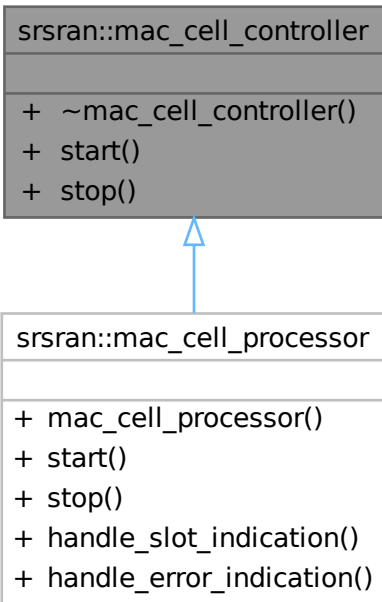 srsran::mac_cell_controller
+ ~mac_cell_controller()
+ start()
+ stop()
srsran::mac_cell_processor
+ mac_cell_processor()
+ start()
+ stop()
+ handle_slot_indication()
+ handle_error_indication()